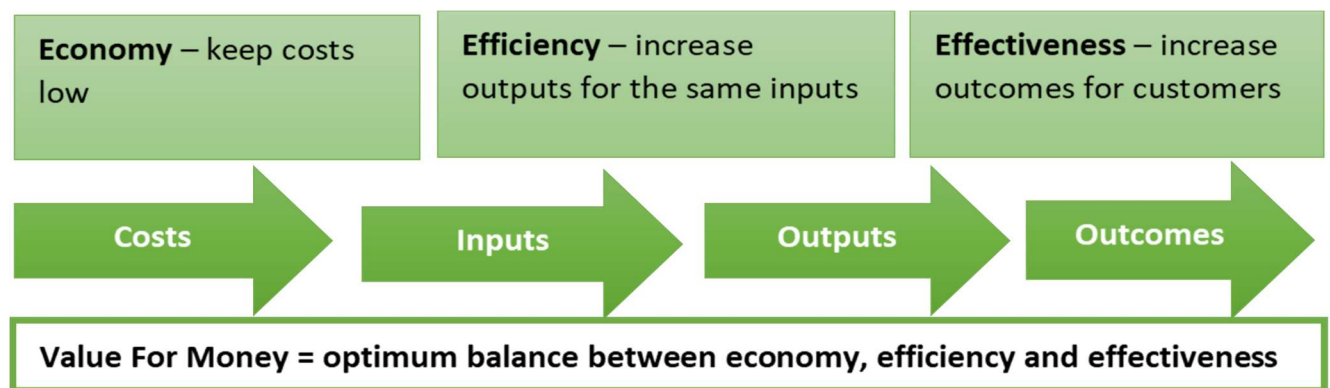 Economy – keep costs
low
Efficiency – increase
outputs for the same inputs
Effectiveness – increase
outcomes for customers
Costs
Inputs
Outputs
Outcomes
Value For Money = optimum balance between economy, efficiency and effectiveness